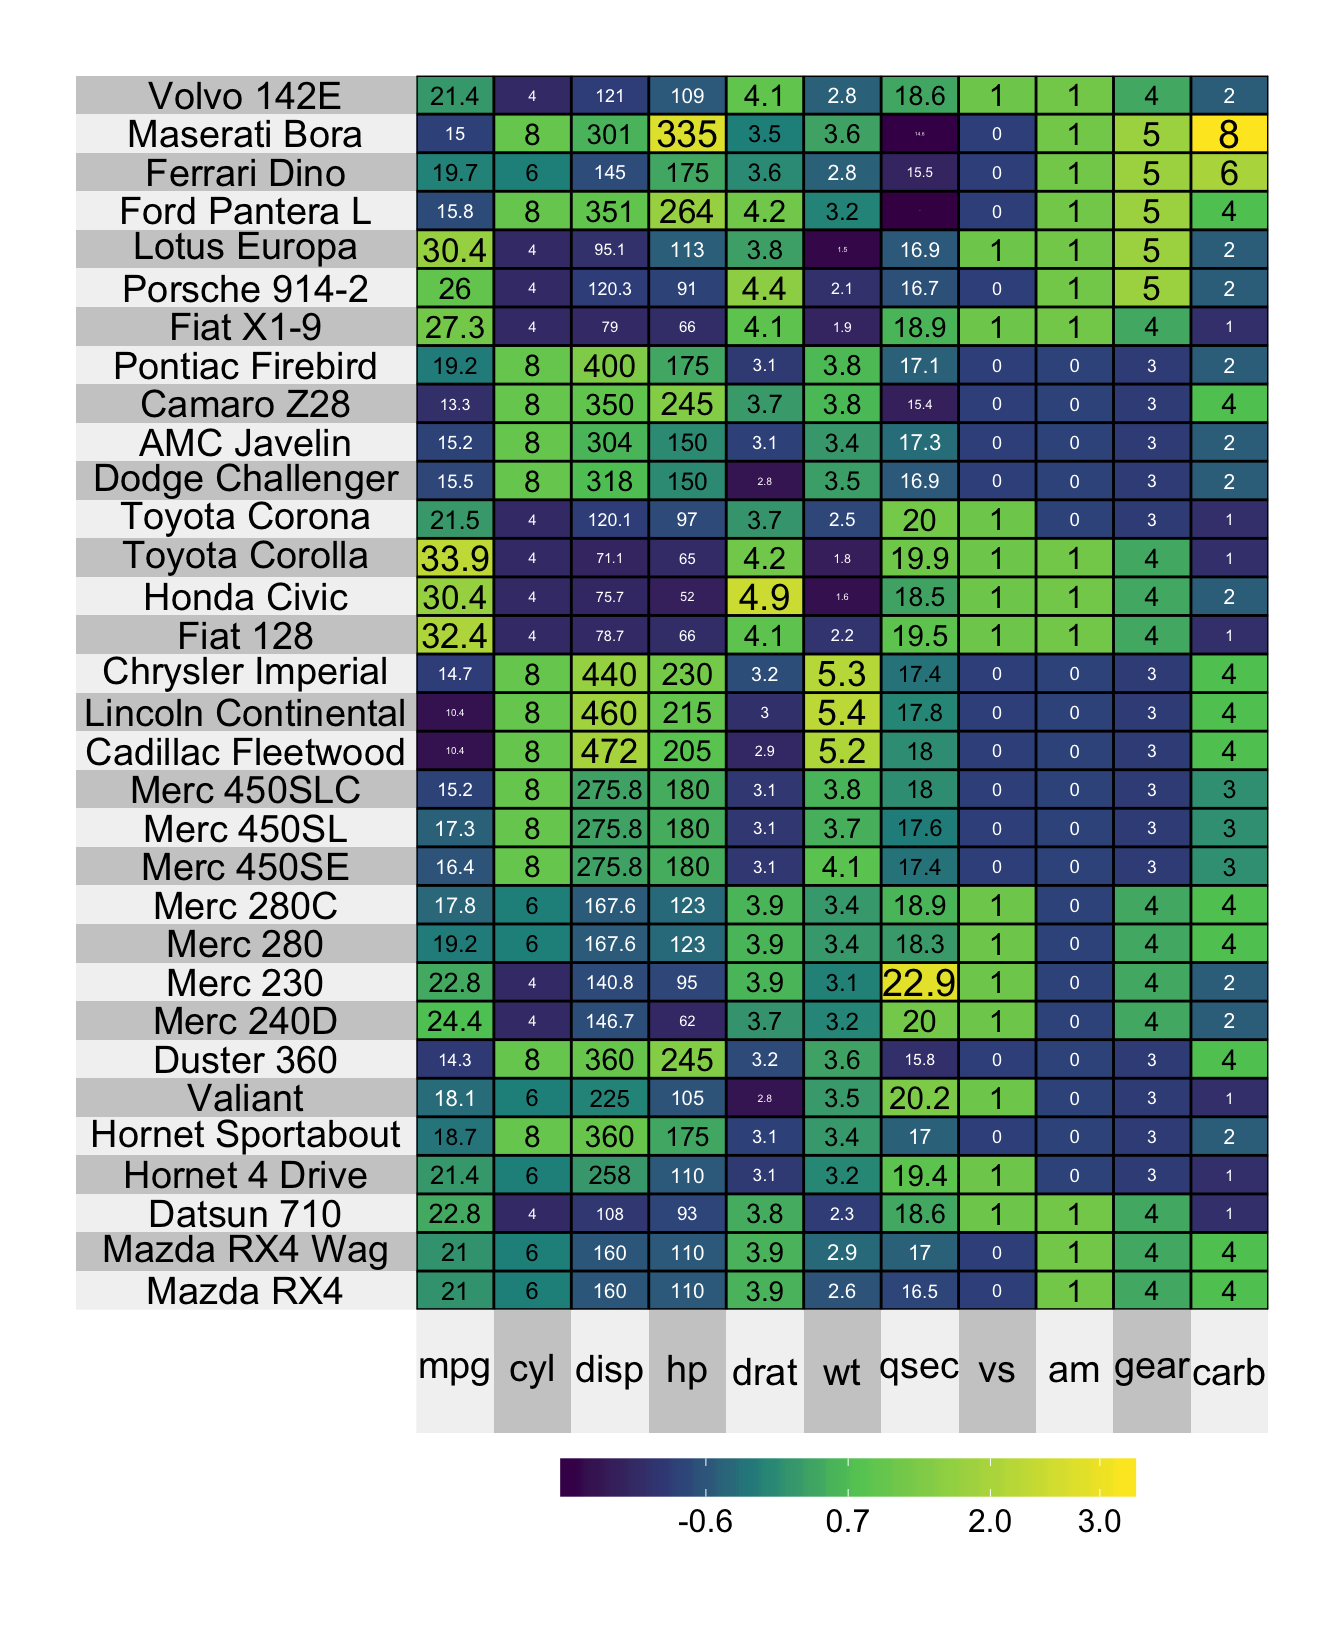 Volvo 142E 21.4 4 121 109 4.1 2.8 18.6 1 1 4 2
Maserati Bora 15 8 301 335 3.5 3.6 14.6 0 1 5 8
Ferrari Dino 19.7 6 145 175 3.6 2.8 15.5 0 1 5 6
Ford Pantera L 15.8 8 351 264 4.2 3.2 0 1 5 4
Lotus Europa 30.4 4 95.1 113 3.8 1.5 16.9 1 1 5 2
Porsche 914-2 26 4 120.3 91 4.4 2.1 16.7 0 1 5 2
Fiat X1-9 27.3 4 79 66 4.1 1.9 18.9 1 1 4 1
Pontiac Firebird 19.2 8 400 175 3.1 3.8 17.1 0 0 3 2
Camaro Z28 13.3 8 350 245 3.7 3.8 15.4 0 0 3 4
AMC Javelin 15.2 8 304 150 3.1 3.4 17.3 0 0 3 2
Dodge Challenger 15.5 8 318 150 2.8 3.5 16.9 0 0 3 2
Toyota Corona 21.5 4 120.1 97 3.7 2.5 20 1 0 3 1
Toyota Corolla 33.9 4 71.1 65 4.2 1.8 19.9 1 1 4 1
Honda Civic 30.4 4 75.7 52 4.9 1.6 18.5 1 1 4 2
Fiat 128 32.4 4 78.7 66 4.1 2.2 19.5 1 1 4 1
Chrysler Imperial 14.7 8 440 230 3.2 5.3 17.4 0 0 3 4
Lincoln Continental 10.4 8 460 215 3 5.4 17.8 0 0 3 4
Cadillac Fleetwood 10.4 8 472 205 2.9 5.2 18 0 0 3 4
Merc 450SLC 15.2 8 275.8 180 3.1 3.8 18 0 0 3 3
Merc 450SL 17.3 8 275.8 180 3.1 3.7 17.6 0 0 3 3
Merc 450SE 16.4 8 275.8 180 3.1 4.1 17.4 0 0 3 3
Merc 280C 17.8 6 167.6 123 3.9 3.4 18.9 1 0 4 4
Merc 280 19.2 6 167.6 123 3.9 3.4 18.3 1 0 4 4
Merc 230 22.8 4 140.8 95 3.9 3.1 22.9 1 0 4 2
Merc 240D 24.4 4 146.7 62 3.7 3.2 20 1 0 4 2
Duster 360 14.3 8 360 245 3.2 3.6 15.8 0 0 3 4
Valiant 18.1 6 225 105 2.8 3.5 20.2 1 0 3 1
Hornet Sportabout 18.7 8 360 175 3.1 3.4 17 0 0 3 2
Hornet 4 Drive 21.4 6 258 110 3.1 3.2 19.4 1 0 3 1
Datsun 710 22.8 4 108 93 3.8 2.3 18.6 1 1 4 1
Mazda RX4 Wag 21 6 160 110 3.9 2.9 17 0 1 4 4
Mazda RX4 21 6 160 110 3.9 2.6 16.5 0 1 4 4
mpg cyl disp hp drat wt qsec vs am gear carb
-0.6 0.7 2.0 3.0